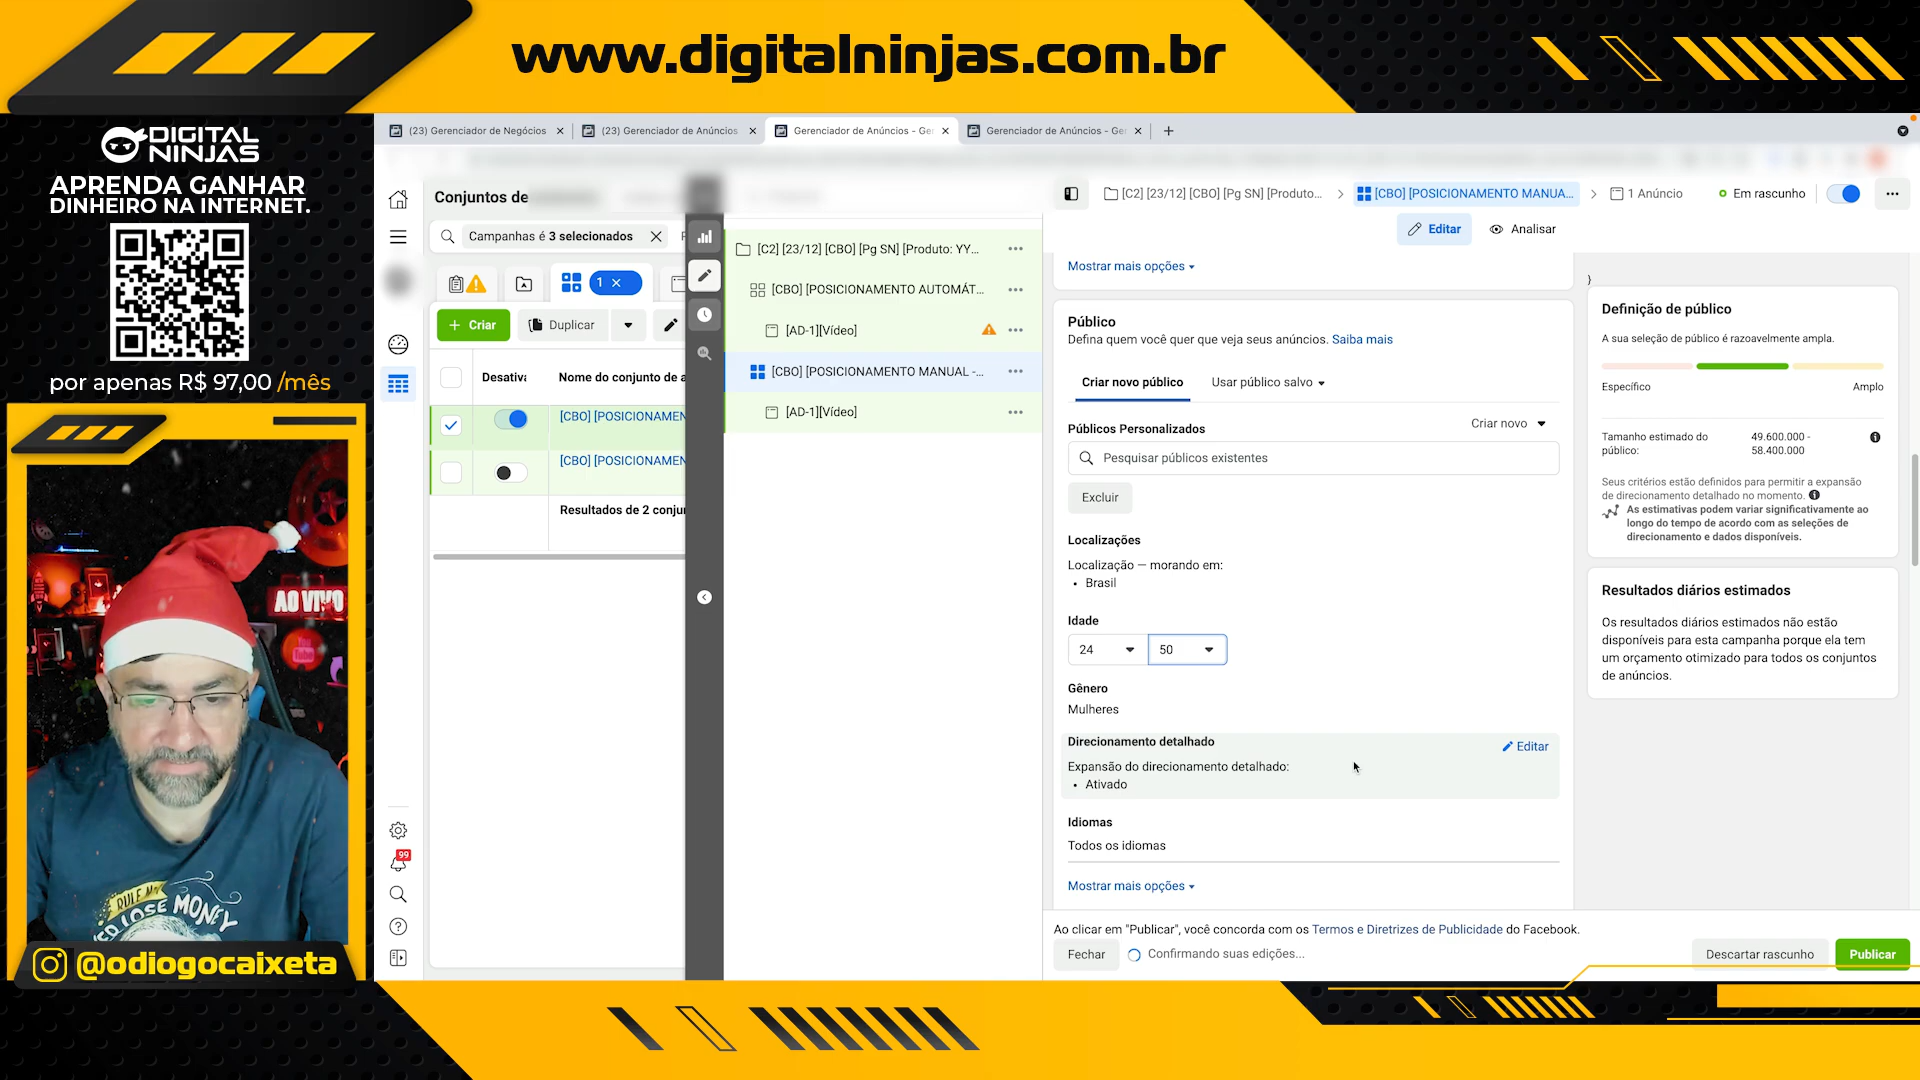 www.digitalninjas.com.br
DIGITAL
NINJAS
APRENDA GANHAR
DINHEIRO NA INTERNET.
por apenas R$ 97,00 /mês
AO VIVO
RULE NO
LOSE MONEY
@odiogocaixeta
(23) Gerenciador de Negócios
(23) Gerenciador de Anúncios
Gerenciador de Anúncios - Ge
Gerenciador de Anúncios - Ge
Conjuntos de
Campanhas é 3 selecionados
1
Criar
Duplicar
Desativa
Nome do conjunto de a
[CBO] [POSICIONAMEN
[CBO] [POSICIONAMEN
Resultados de 2 conju
99
[C2] [23/12] [CBO] [Pg SN] [Produto: YY...
[CBO] [POSICIONAMENTO AUTOMÁT...
[AD-1][Vídeo]
[CBO] [POSICIONAMENTO MANUAL -...
[AD-1][Vídeo]
[C2] [23/12] [CBO] [Pg SN] [Produto...
[CBO] [POSICIONAMENTO MANUA...
1 Anúncio
Em rascunho
Editar
Analisar
Mostrar mais opções
Público
Defina quem você quer que veja seus anúncios. Saiba mais
Criar novo público
Usar público salvo
Públicos Personalizados
Criar novo
Pesquisar públicos existentes
Excluir
Localizações
Localização — morando em:
Brasil
Idade
24
50
Gênero
Mulheres
Direcionamento detalhado
Editar
Expansão do direcionamento detalhado:
Ativado
Idiomas
Todos os idiomas
Mostrar mais opções
}
Definição de público
A sua seleção de público é razoavelmente ampla.
Específico
Amplo
Tamanho estimado do público:
49.600.000 -
58.400.000
Seus critérios estão definidos para permitir a expansão
de direcionamento detalhado no momento.
As estimativas podem variar significativamente ao
longo do tempo de acordo com as seleções de
direcionamento e dados disponíveis.
Resultados diários estimados
Os resultados diários estimados não estão
disponíveis para esta campanha porque ela tem
um orçamento otimizado para todos os conjuntos
de anúncios.
Ao clicar em "Publicar", você concorda com os Termos e Diretrizes de Publicidade do Facebook.
Fechar
Confirmando suas edições...
Descartar rascunho
Publicar